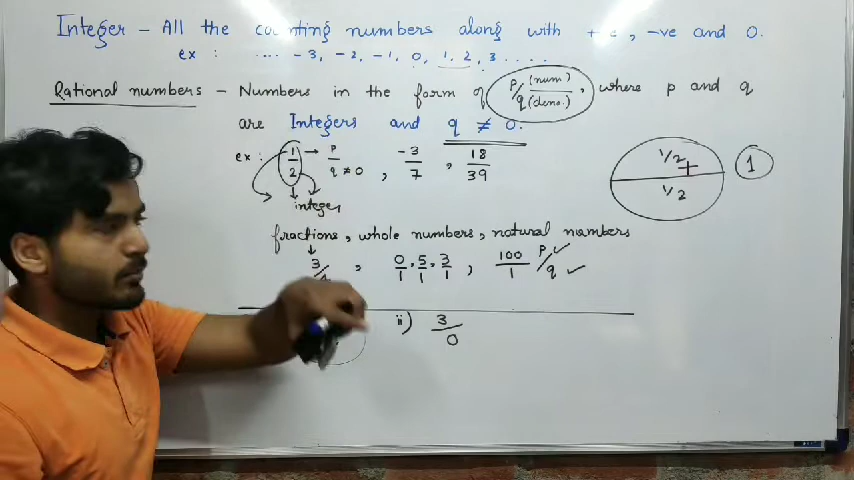 Integer - All the counting numbers along with + e, -ve and 0.
ex : ..... -3, -2, -1, 0, 1, 2, 3 .....
Rational numbers - Numbers in the form of p/q (num)/(deno.), where p and q
are Integers and q ≠ 0.
ex : 1/2 → p/q≠0, -3/7, 18/39
integer
1/2 + 1/2
1
fractions, whole numbers, natural numbers
3/, 0/1, 5/1, 3/1, 100/1 p/q
ii) 3/0